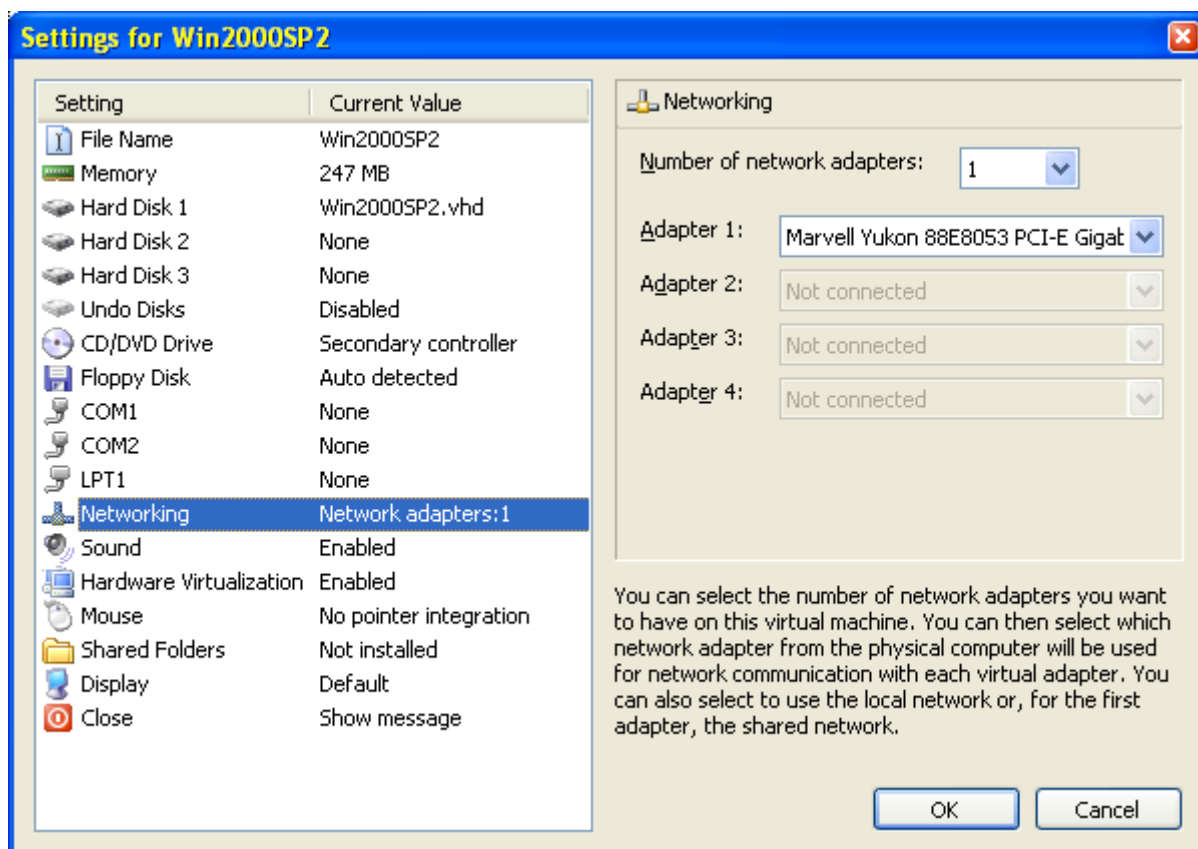 Settings for Win2000SP2
Setting Current Value
File Name Win2000SP2
Memory 247 MB
Hard Disk 1 Win2000SP2.vhd
Hard Disk 2 None
Hard Disk 3 None
Undo Disks Disabled
CD/DVD Drive Secondary controller
Floppy Disk Auto detected
COM1 None
COM2 None
LPT1 None
Networking Network adapters:1
Sound Enabled
Hardware Virtualization Enabled
Mouse No pointer integration
Shared Folders Not installed
Display Default
Close Show message
Networking
Number of network adapters: 1
Adapter 1: Marvell Yukon 88E8053 PCI-E Gigab
Adapter 2: Not connected
Adapter 3: Not connected
Adapter 4: Not connected
You can select the number of network adapters you want
to have on this virtual machine. You can then select which
network adapter from the physical computer will be used
for network communication with each virtual adapter. You
can also select to use the local network or, for the first
adapter, the shared network.
OK Cancel